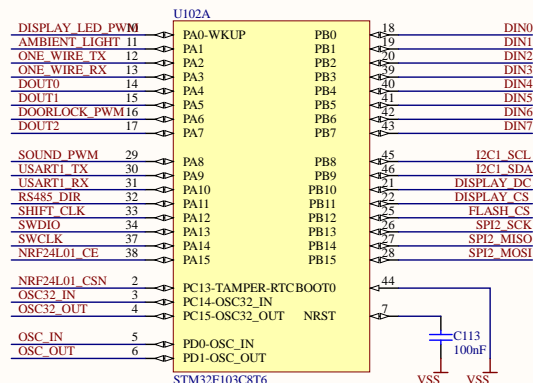 U102A
DISPLAY_LED_PWM 10 PA0-WKUP PB0 18 DIN0
AMBIENT_LIGHT 11 PA1 PB1 19 DIN1
ONE_WIRE_TX 12 PA2 PB2 20 DIN2
ONE_WIRE_RX 13 PA3 PB3 39 DIN3
DOUT0 14 PA4 PB4 40 DIN4
DOUT1 15 PA5 PB5 41 DIN5
DOORLOCK_PWM 16 PA6 PB6 42 DIN6
DOUT2 17 PA7 PB7 43 DIN7
SOUND_PWM 29 PA8 PB8 45 I2C1_SCL
USART1_TX 30 PA9 PB9 46 I2C1_SDA
USART1_RX 31 PA10 PB10 21 DISPLAY_DC
RS485_DIR 32 PA11 PB11 22 DISPLAY_CS
SHIFT_CLK 33 PA12 PB12 25 FLASH_CS
SWDIO 34 PA13 PB13 26 SPI2_SCK
SWCLK 37 PA14 PB14 27 SPI2_MISO
NRF24L01_CE 38 PA15 PB15 28 SPI2_MOSI
NRF24L01_CSN 2 PC13-TAMPER-RTC BOOT0 44
OSC32_IN 3 PC14-OSC32_IN
OSC32_OUT 4 PC15-OSC32_OUT NRST 7
OSC_IN 5 PD0-OSC_IN
OSC_OUT 6 PD1-OSC_OUT
C113
100nF
VSS VSS
STM32F103C8T6